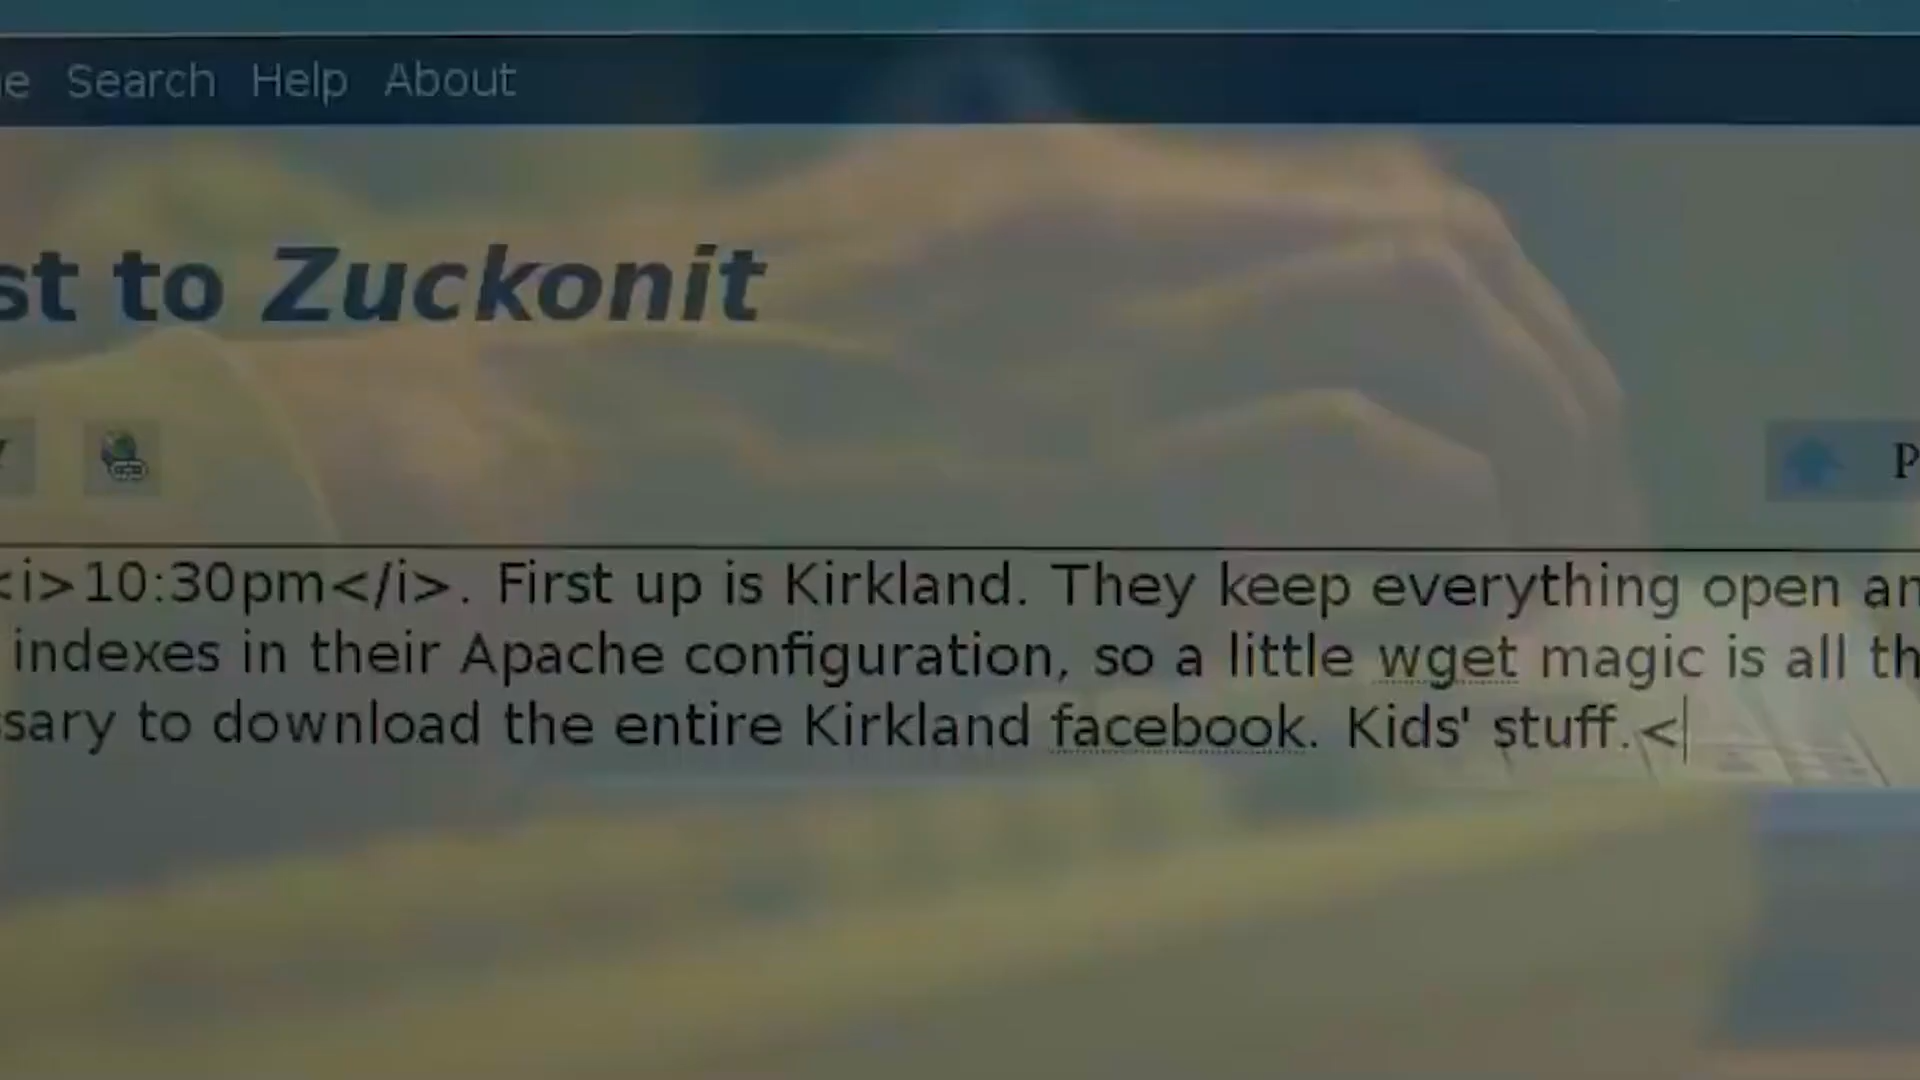 Search Help About
st to Zuckonit
P
<i>10:30pm</i>. First up is Kirkland. They keep everything open an
indexes in their Apache configuration, so a little wget magic is all th
ssary to download the entire Kirkland facebook. Kids' stuff.<